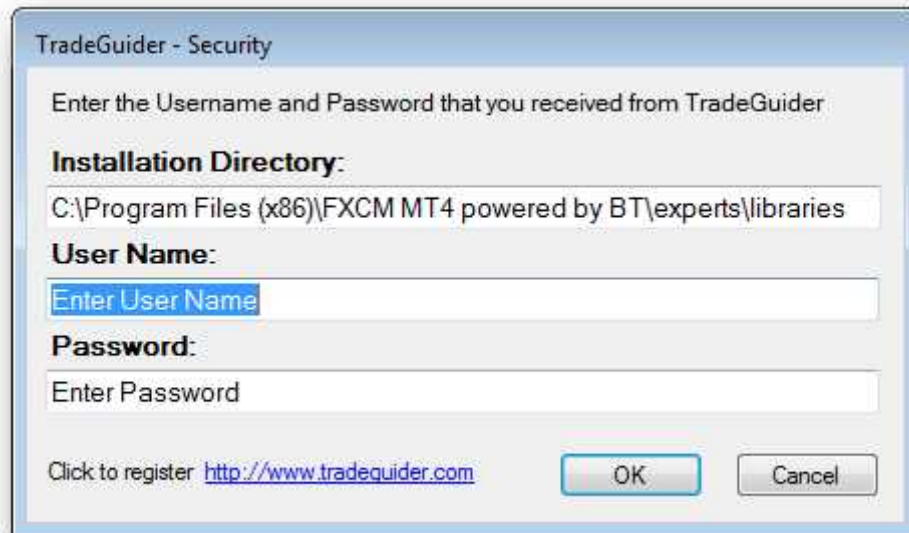 TradeGuider - Security
Enter the Username and Password that you received from TradeGuider
Installation Directory:
C:\Program Files (x86)\FXCM MT4 powered by BT\experts\libraries
User Name:
Enter User Name
Password:
Enter Password
Click to register http://www.tradeguider.com
OK
Cancel